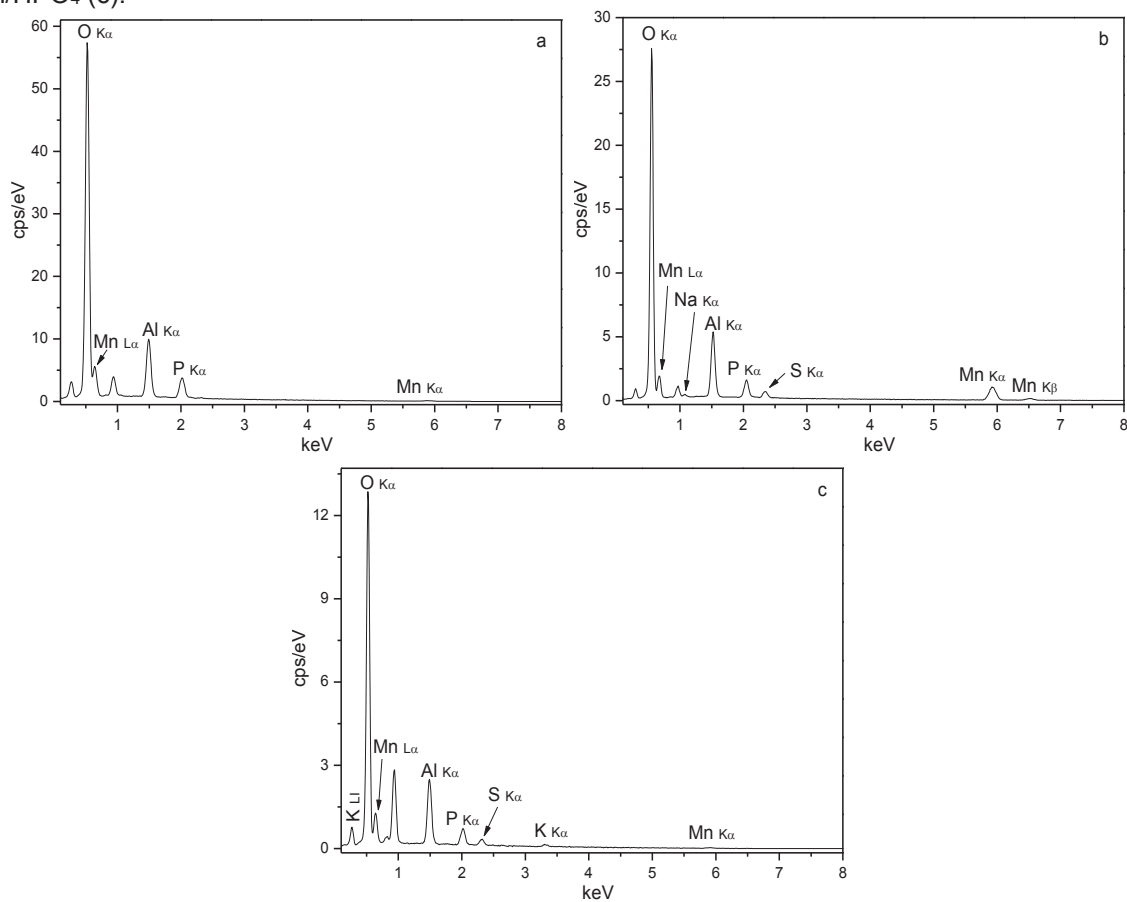 a
O Kα
Mn Lα
Al Kα
P Kα
Mn Kα
60
50
40
30
20
10
0
cps/eV
1 2 3 4 5 6 7 8
keV
b
O Kα
Mn Lα
Na Kα
Al Kα
P Kα
S Kα
Mn Kα
Mn Kβ
30
25
20
15
10
5
0
cps/eV
1 2 3 4 5 6 7 8
keV
c
O Kα
K Ll
Mn Lα
Al Kα
P Kα
S Kα
K Kα
Mn Kα
12
9
6
3
0
cps/eV
1 2 3 4 5 6 7 8
keV